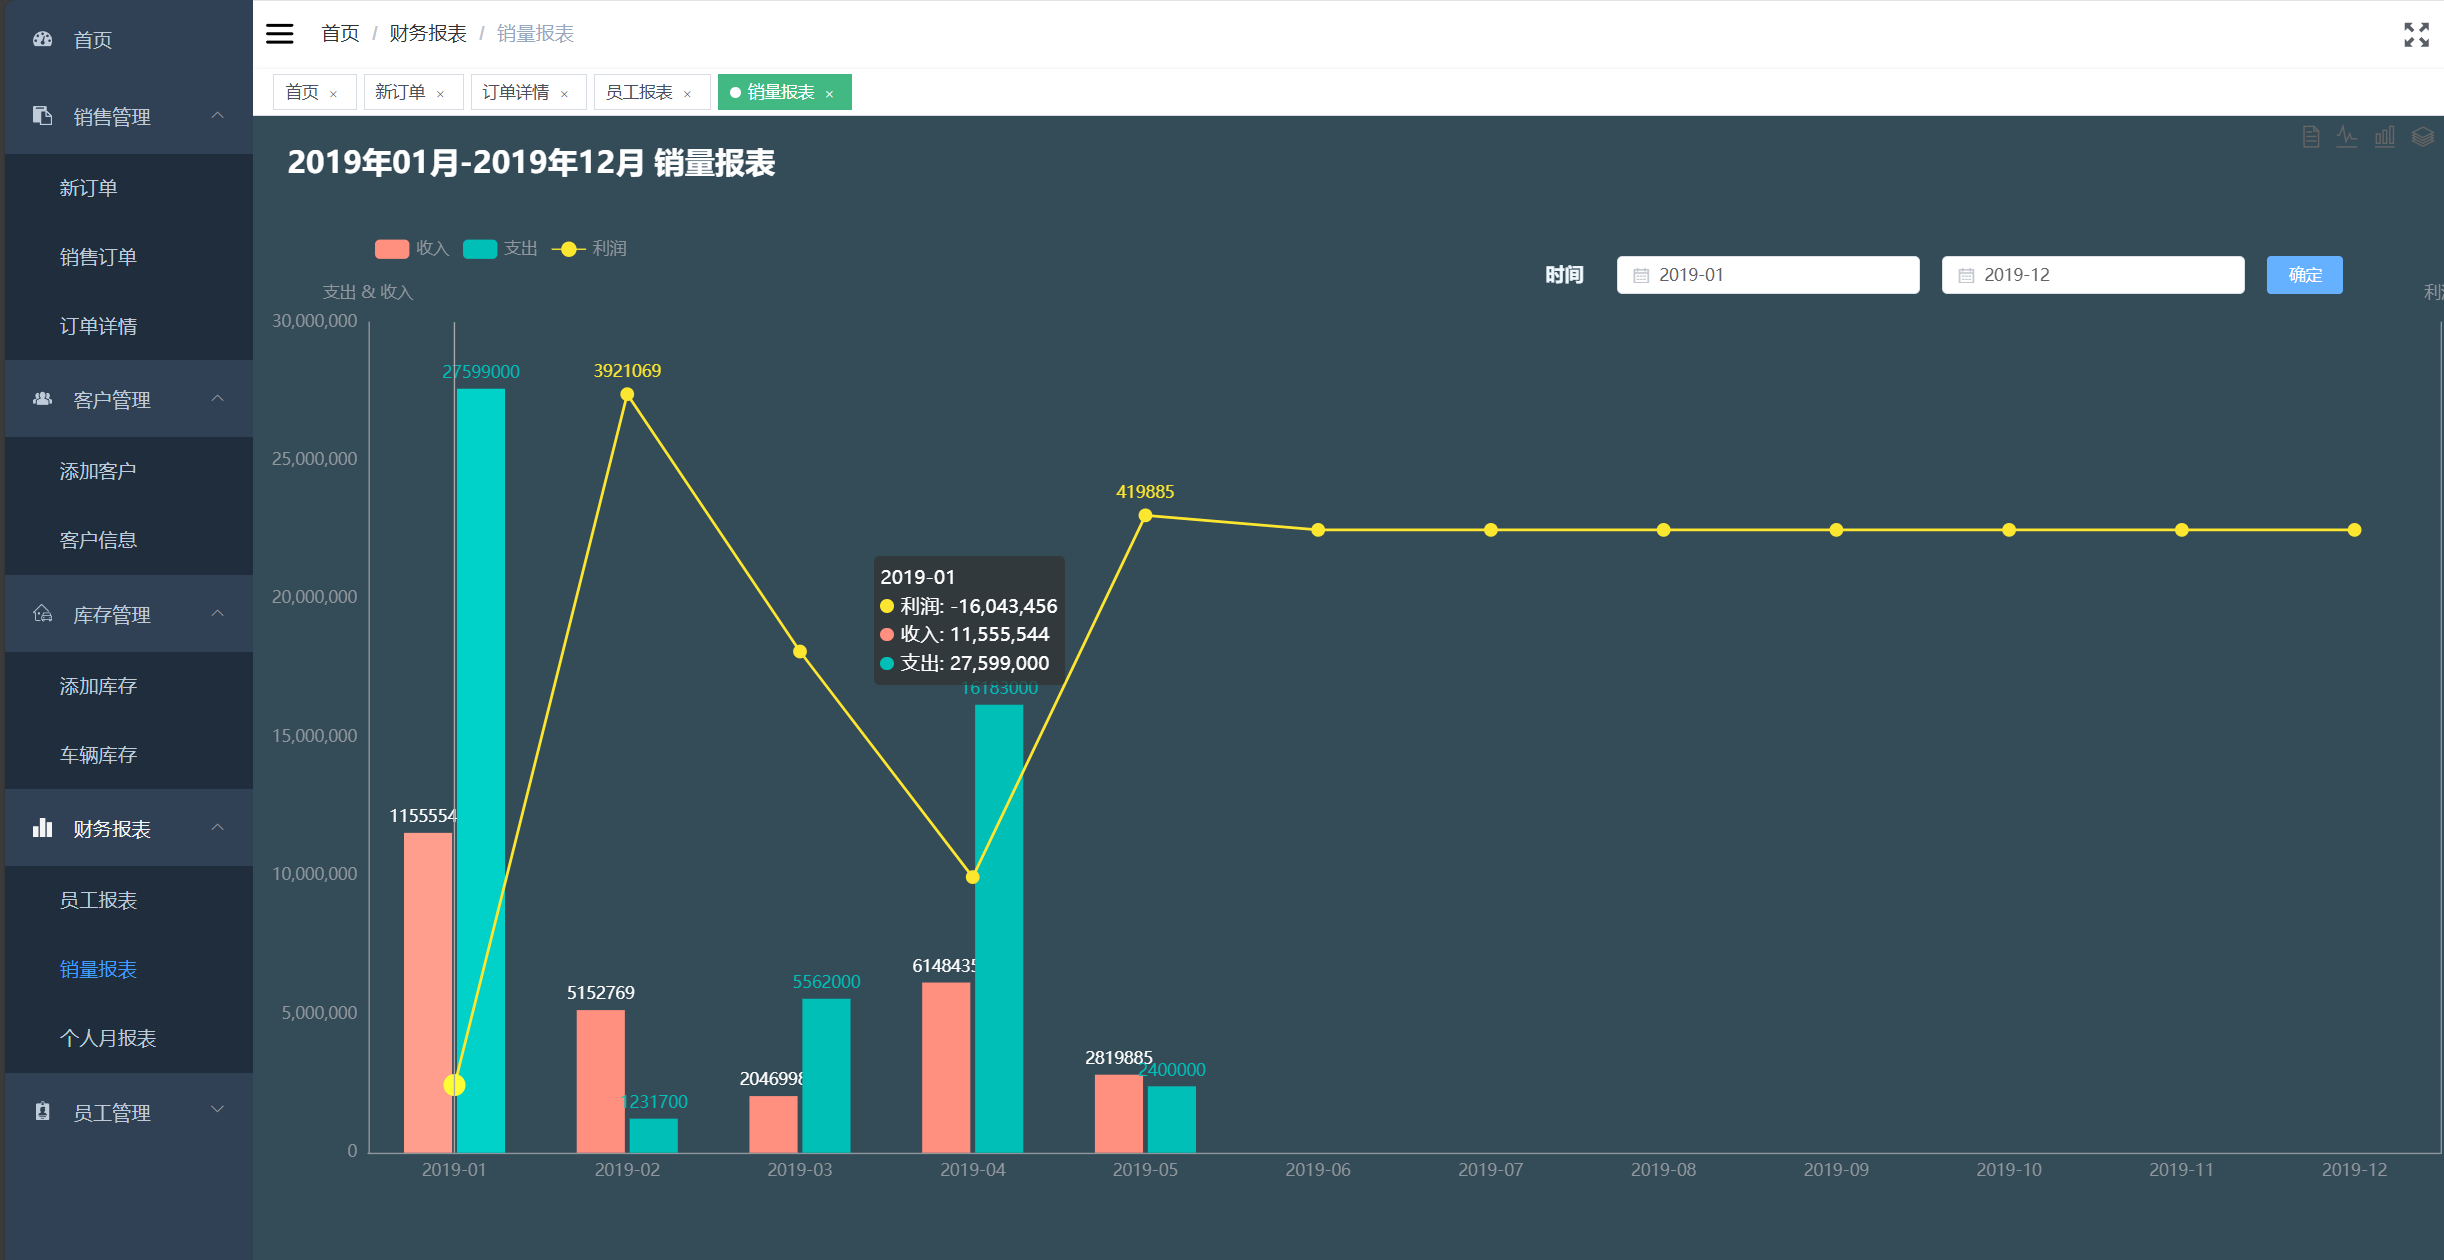 首页
销售管理
新订单
销售订单
订单详情
客户管理
添加客户
客户信息
库存管理
添加库存
车辆库存
财务报表
员工报表
销量报表
个人月报表
员工管理
首页 / 财务报表 / 销量报表
首页 × 新订单 × 订单详情 × 员工报表 × 销量报表 ×
2019年01月-2019年12月 销量报表
收入 支出 利润
时间 2019-01 2019-12 确定
支出 & 收入
利
30,000,000
25,000,000
20,000,000
15,000,000
10,000,000
5,000,000
0
27599000
3921069
419885
2019-01
利润: -16,043,456
收入: 11,555,544
支出: 27,599,000
16183000
1155554
6148435
5152769
5562000
2819885
2400000
2046998
1231700
2019-01 2019-02 2019-03 2019-04 2019-05 2019-06 2019-07 2019-08 2019-09 2019-10 2019-11 2019-12